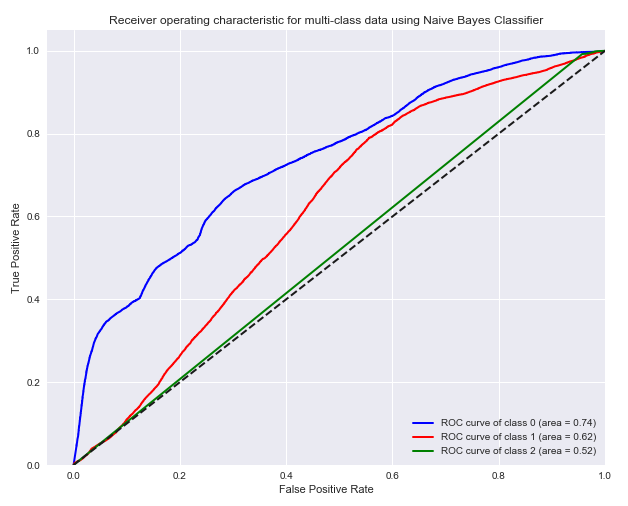 Receiver operating characteristic for multi-class data using Naive Bayes Classifier
1.0
0.8
0.6
0.4
0.2
0.0
True Positive Rate
0.0 0.2 0.4 0.6 0.8 1.0
False Positive Rate
ROC curve of class 0 (area = 0.74)
ROC curve of class 1 (area = 0.62)
ROC curve of class 2 (area = 0.52)